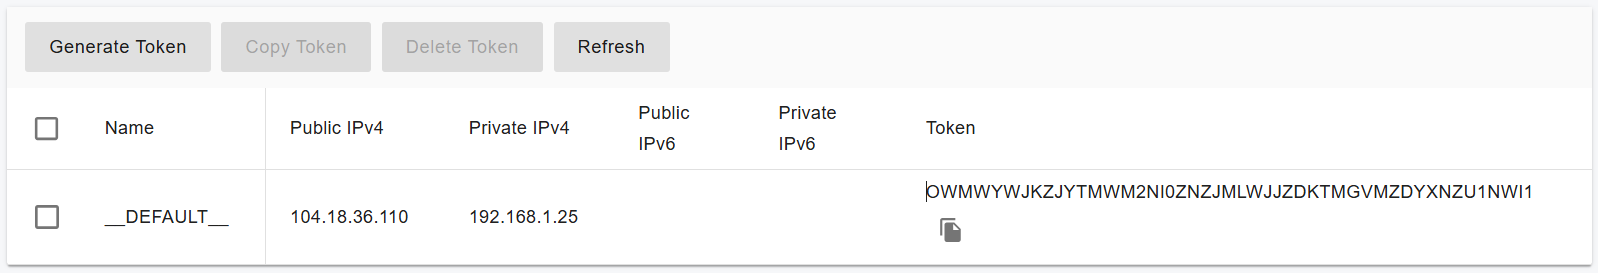 Generate Token Copy Token Delete Token Refresh
Name Public IPv4 Private IPv4 Public IPv6 Private IPv6 Token
__DEFAULT__ 104.18.36.110 192.168.1.25 OWMWYWJKZJYTMWM2NI0ZNZJMLWJJZDKTMGVMZDYXNZU1NWI1